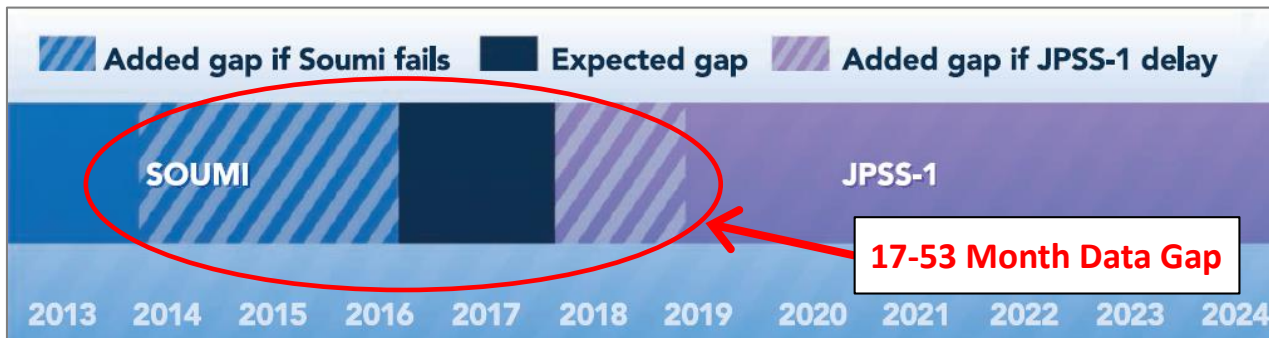 Added gap if Soumi fails Expected gap Added gap if JPSS-1 delay
SOUMI JPSS-1
17-53 Month Data Gap
2013 2014 2015 2016 2017 2018 2019 2020 2021 2022 2023 2024